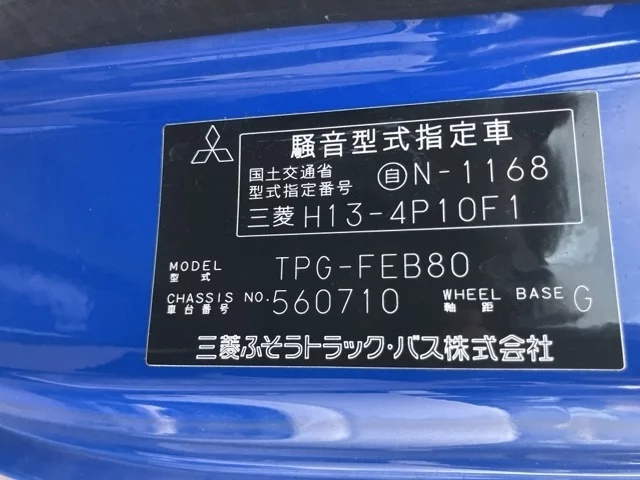 騒音型式指定車
国土交通省
型式指定番号 自 N-1168
三菱 H13-4P10F1
MODEL
型式 TPG-FEB80
CHASSIS NO. 560710 WHEEL BASE G
車台番号 軸距
三菱ふそうトラック・バス株式会社